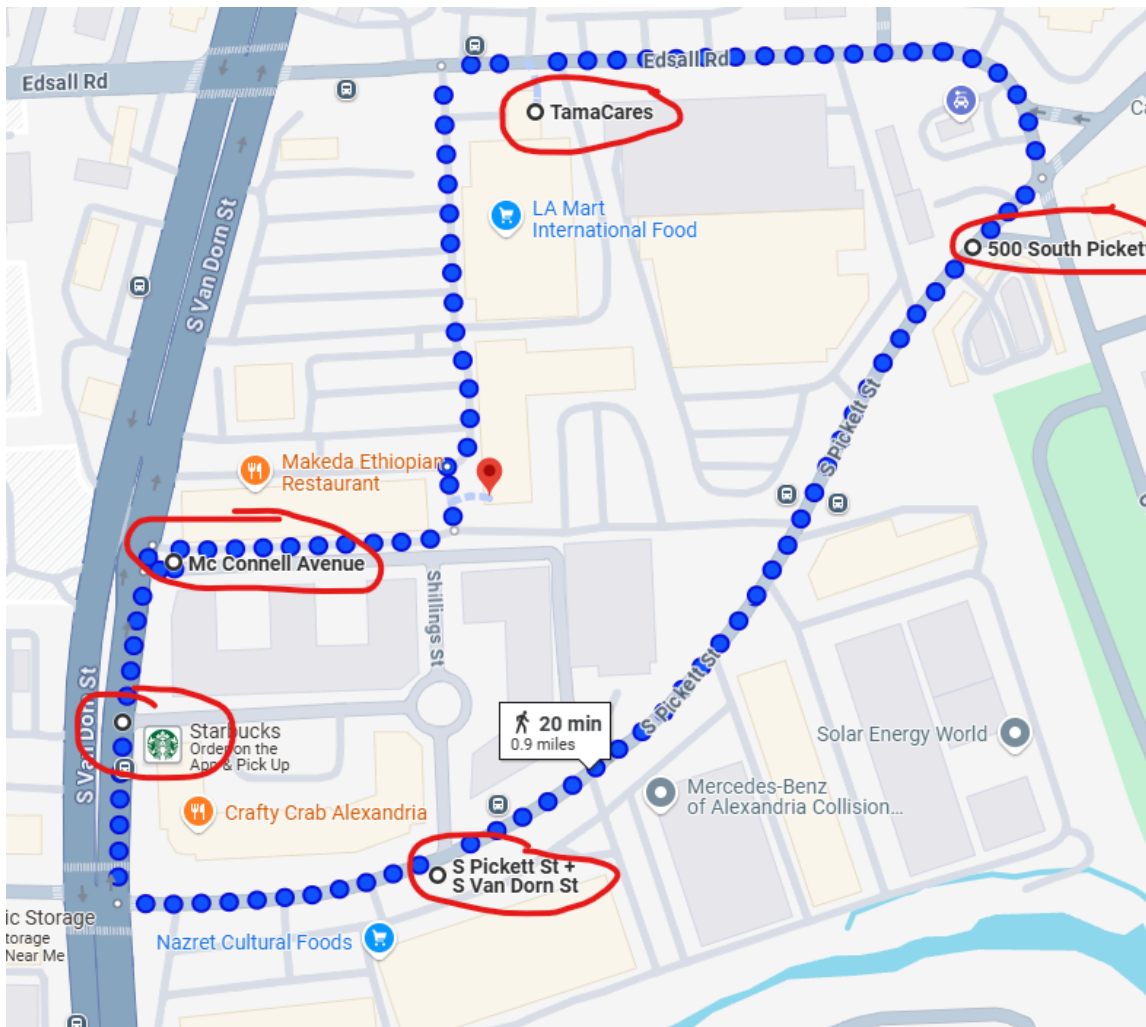 Edsall Rd
Edsall Rd
TamaCares
LA Mart
International Food
500 South Pickett
S Van Dorn St
S Pickett St
Makeda Ethiopian
Restaurant
Mc Connell Avenue
Shillings St
S Van Dorn St
S Pickett St
20 min
0.9 miles
Starbucks
Order on the
App & Pick Up
Solar Energy World
Mercedes-Benz
of Alexandria Collision...
Crafty Crab Alexandria
S Pickett St +
S Van Dorn St
ic Storage
torage
Near Me
Nazret Cultural Foods